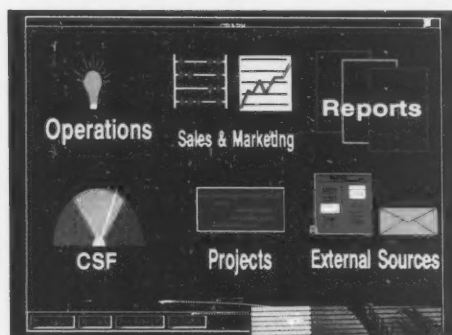 Operations
Sales & Marketing
Reports
CSF
Projects
External Sources